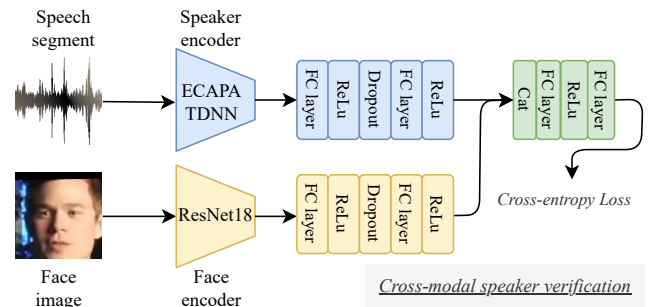 Speech
segment
Speaker
encoder
ECAPA
TDNN
FC layer
ReLu
Dropout
FC layer
ReLu
Cat
FC layer
ReLu
FC layer
Cross-entropy Loss
ResNet18
FC layer
ReLu
Dropout
FC layer
ReLu
Face
image
Face
encoder
Cross-modal speaker verification